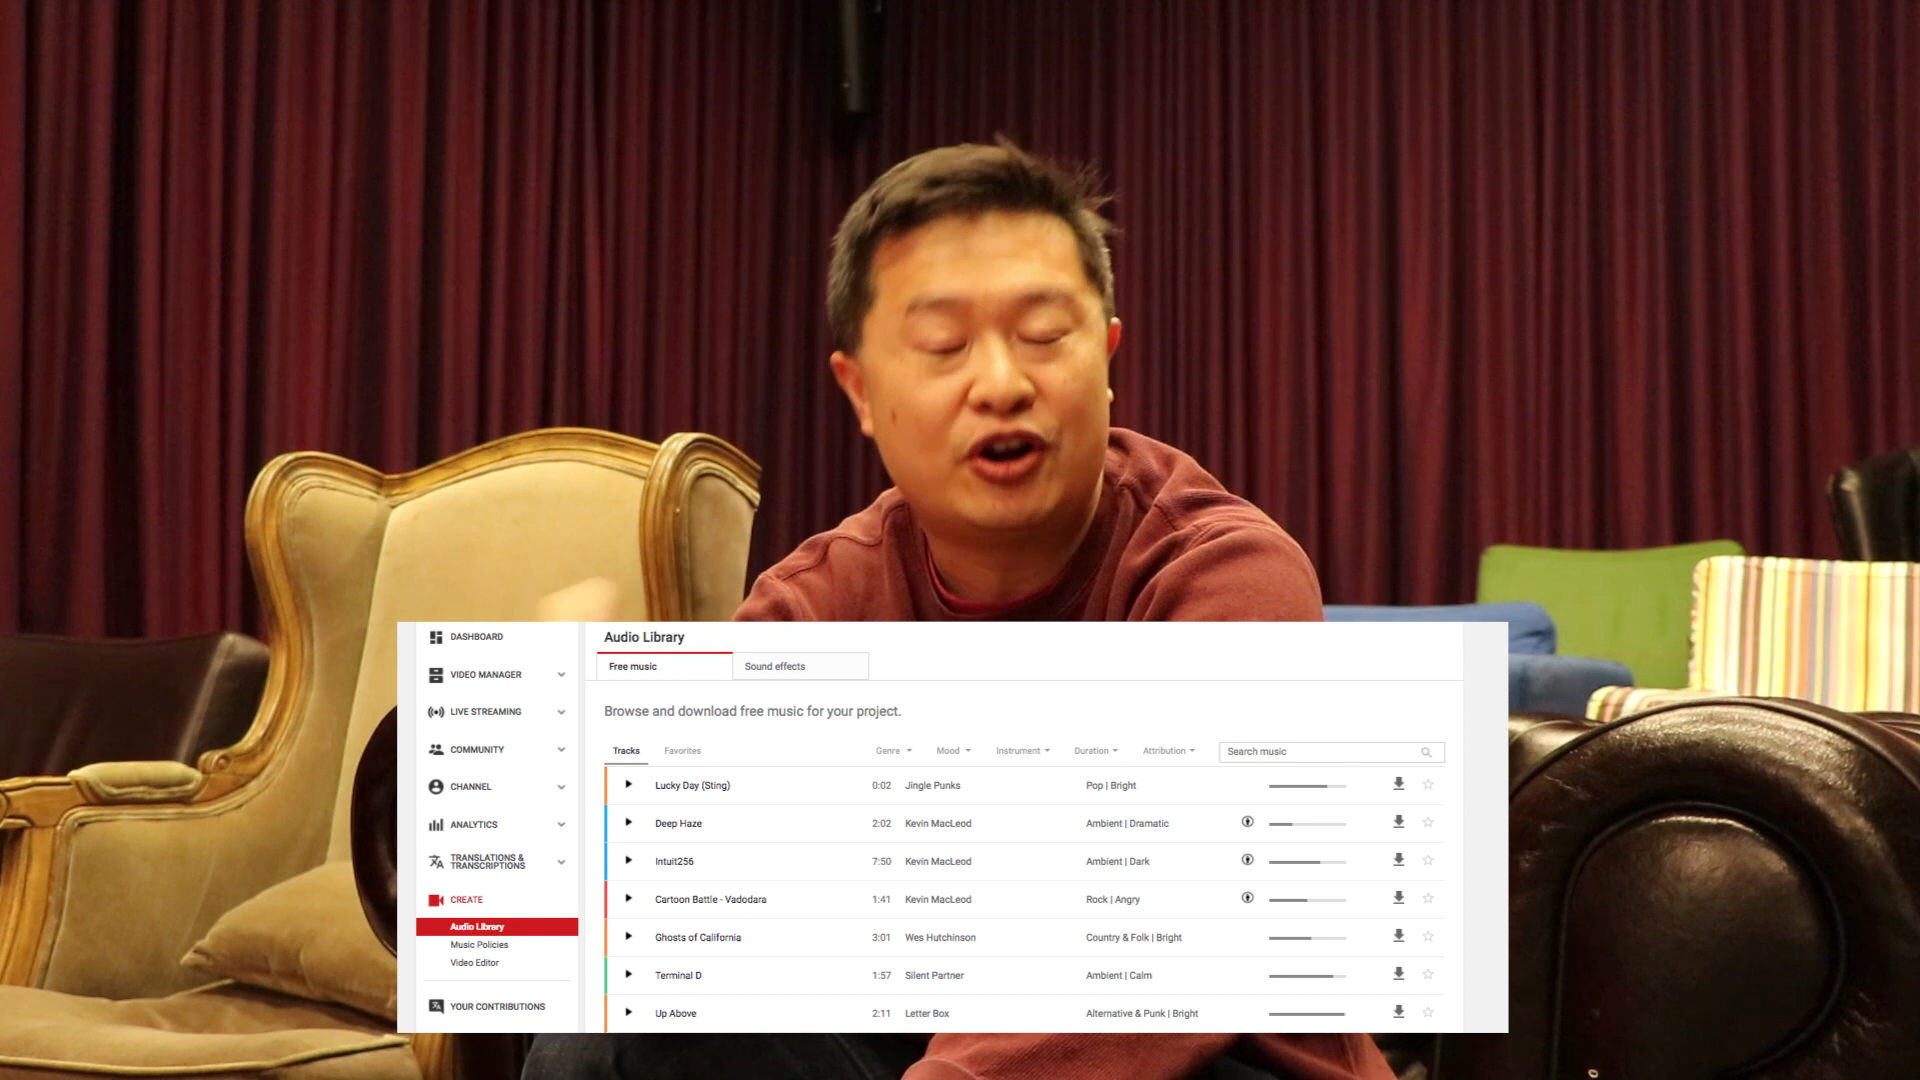 DASHBOARD
VIDEO MANAGER
LIVE STREAMING
COMMUNITY
CHANNEL
ANALYTICS
TRANSLATIONS &
TRANSCRIPTIONS
CREATE
Audio Library
Music Policies
Video Editor
YOUR CONTRIBUTIONS
Audio Library
Free music Sound effects
Browse and download free music for your project.
Tracks Favorites Genre Mood Instrument Duration Attribution Search music
Lucky Day (Sting) 0:02 Jingle Punks Pop | Bright
Deep Haze 2:02 Kevin MacLeod Ambient | Dramatic
Intuit256 7:50 Kevin MacLeod Ambient | Dark
Cartoon Battle - Vadodara 1:41 Kevin MacLeod Rock | Angry
Ghosts of California 3:01 Wes Hutchinson Country & Folk | Bright
Terminal D 1:57 Silent Partner Ambient | Calm
Up Above 2:11 Letter Box Alternative & Punk | Bright